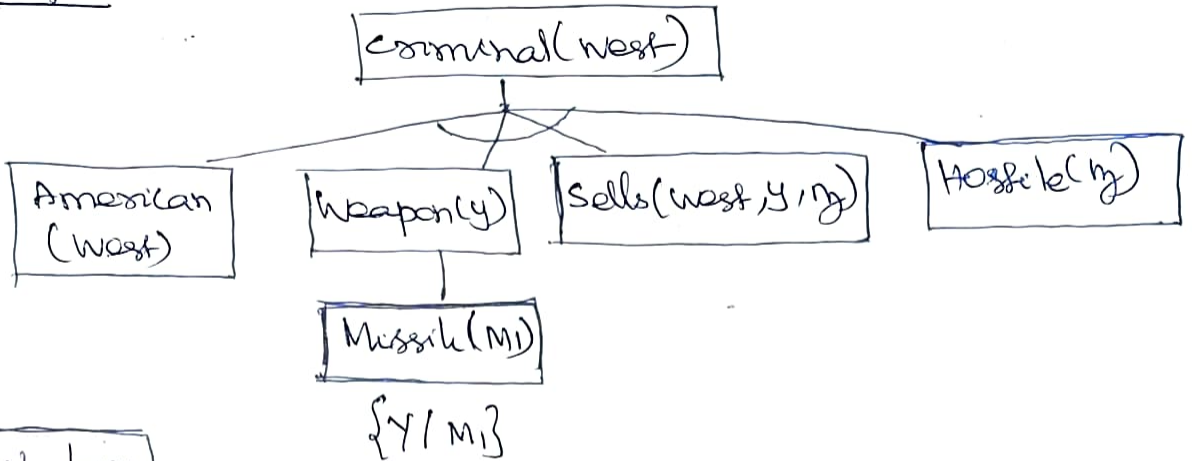 Criminal(West)
American
(West)
Weapon(y)
Sells(West,y,z)
Hostile(z)
Missile(M1)
{Y/M1}